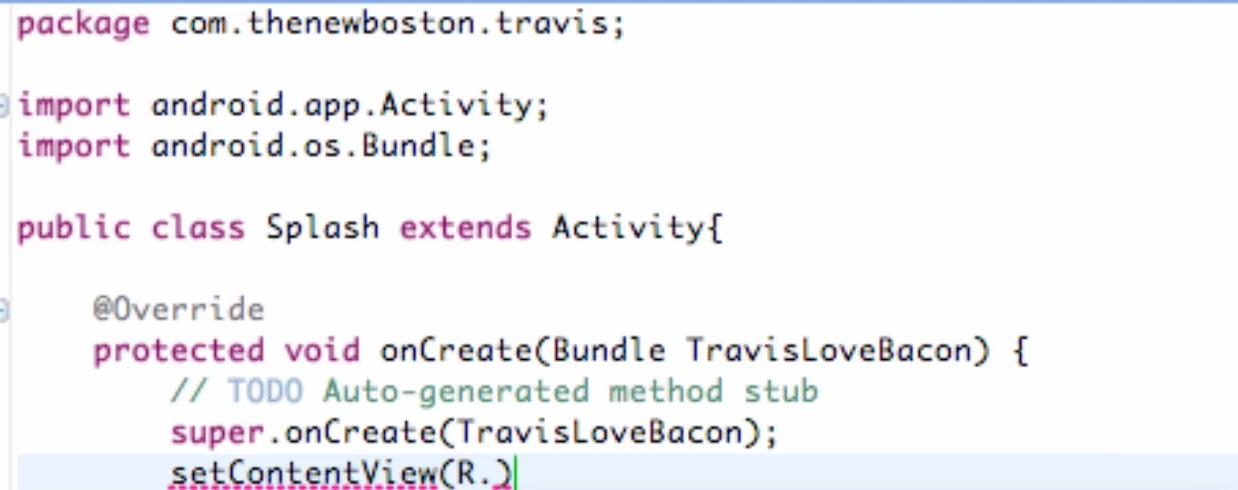 package com.thenewboston.travis;
import android.app.Activity;
import android.os.Bundle;
public class Splash extends Activity{
@Override
protected void onCreate(Bundle TravisLoveBacon) {
// TODO Auto-generated method stub
super.onCreate(TravisLoveBacon);
setContentView(R.)